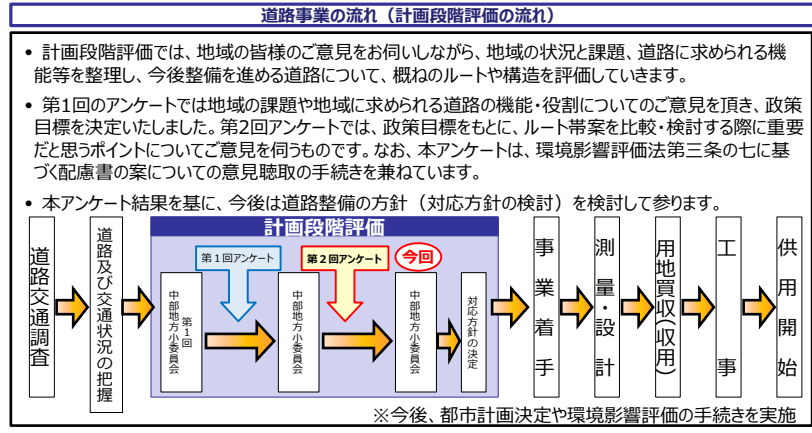 道路事業の流れ（計画段階評価の流れ）
• 計画段階評価では、地域の皆様のご意見をお伺いしながら、地域の状況と課題、道路に求められる機
能等を整理し、今後整備を進める道路について、概ねのルートや構造を評価していきます。
• 第1回のアンケートでは地域の課題や地域に求められる道路の機能・役割についてのご意見を頂き、政策
目標を決定いたしました。第2回アンケートでは、政策目標をもとに、ルート帯案を比較・検討する際に重要
だと思うポイントについてご意見を伺うものです。なお、本アンケートは、環境影響評価法第三条の七に基
づく配慮書の案についての意見聴取の手続きを兼ねています。
• 本アンケート結果を基に、今後は道路整備の方針（対応方針の検討）を検討して参ります。
道路交通調査
道路及び交通状況の把握
計画段階評価
第１回アンケート
第２回アンケート
今回
第1回
中部地方小委員会
中部地方小委員会
中部地方小委員会
対応方針の決定
事業着手
測量・設計
用地買収(収用)
工事
供用開始
※今後、都市計画決定や環境影響評価の手続きを実施